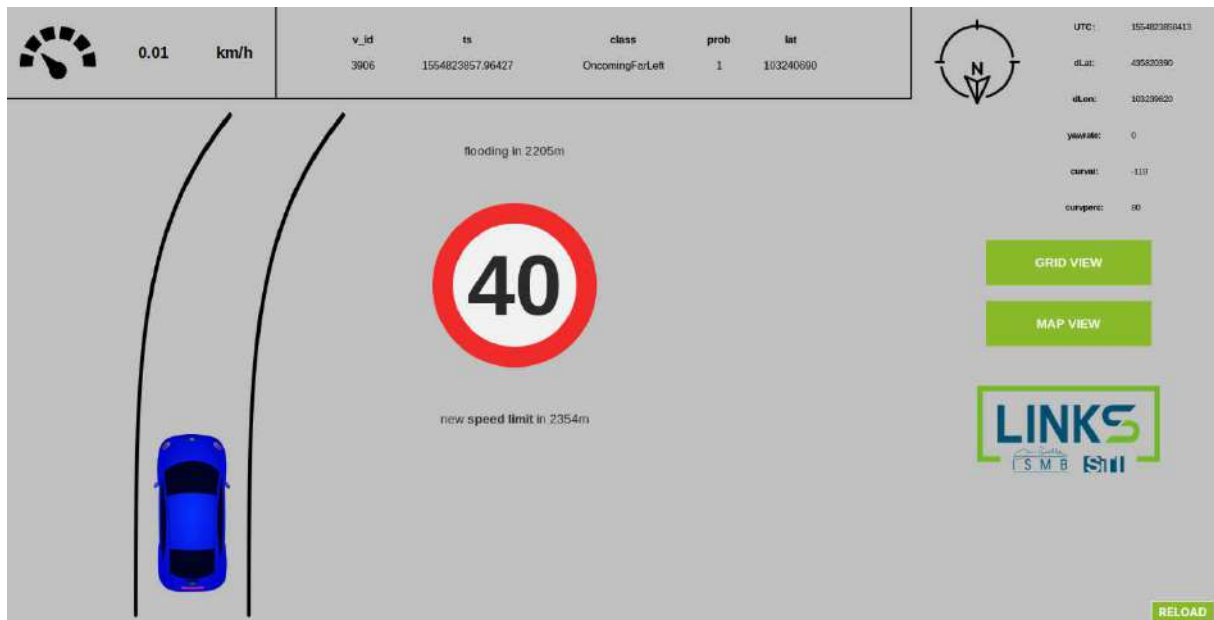 0.01 km/h
v_id ts class prob lat
3906 1554823857.96427 OncomingFarLeft 1 103240690
N
UTC: 1554823858413
dLat: 435820390
dLon: 103239620
yawrate: 0
curval: -118
curvperc: 80
flooding in 2205m
40
new speed limit in 2354m
GRID VIEW
MAP VIEW
LINKS
ISMB STI
RELOAD